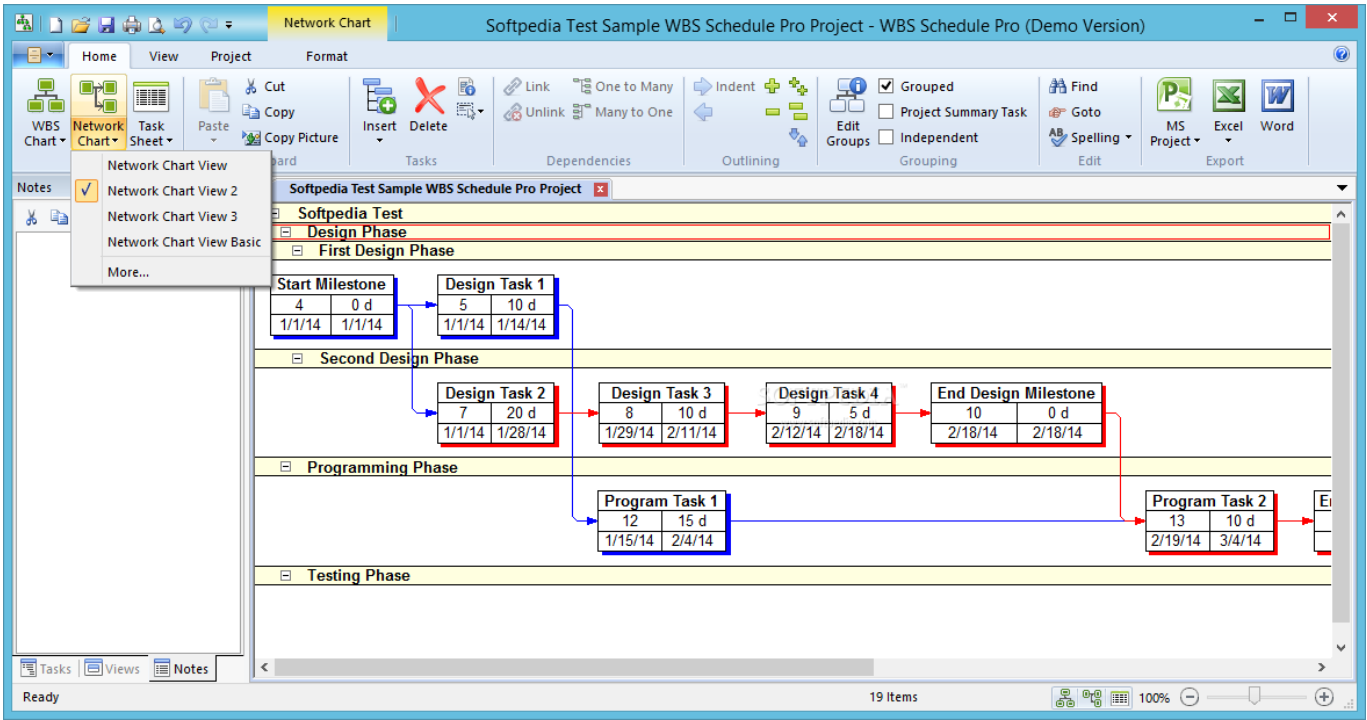 Network Chart
Softpedia Test Sample WBS Schedule Pro Project - WBS Schedule Pro (Demo Version)
Home View Project Format
WBS Chart
Network Chart
Task Sheet
Paste
Cut
Copy
Copy Picture
Insert
Delete
Tasks
Link
Unlink
One to Many
Many to One
Dependencies
Indent
Outlining
Edit Groups
Grouped
Project Summary Task
Independent
Grouping
Find
Goto
Spelling
Edit
MS Project
Excel
Word
Export
Network Chart View
Network Chart View 2
Network Chart View 3
Network Chart View Basic
More...
Notes
Softpedia Test Sample WBS Schedule Pro Project
Softpedia Test
Design Phase
First Design Phase
Start Milestone
4 0 d
1/1/14 1/1/14
Design Task 1
5 10 d
1/1/14 1/14/14
Second Design Phase
Design Task 2
7 20 d
1/1/14 1/28/14
Design Task 3
8 10 d
1/29/14 2/11/14
Design Task 4
9 5 d
2/12/14 2/18/14
End Design Milestone
10 0 d
2/18/14 2/18/14
Programming Phase
Program Task 1
12 15 d
1/15/14 2/4/14
Program Task 2
13 10 d
2/19/14 3/4/14
Testing Phase
Tasks Views Notes
Ready
19 Items
100%